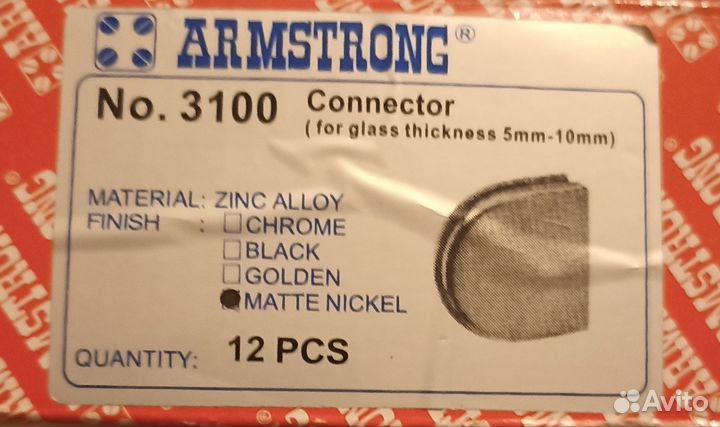 ARMSTRONG®
No. 3100 Connector
(for glass thickness 5mm-10mm)
MATERIAL: ZINC ALLOY
FINISH : CHROME
BLACK
GOLDEN
MATTE NICKEL
QUANTITY: 12 PCS
Avito